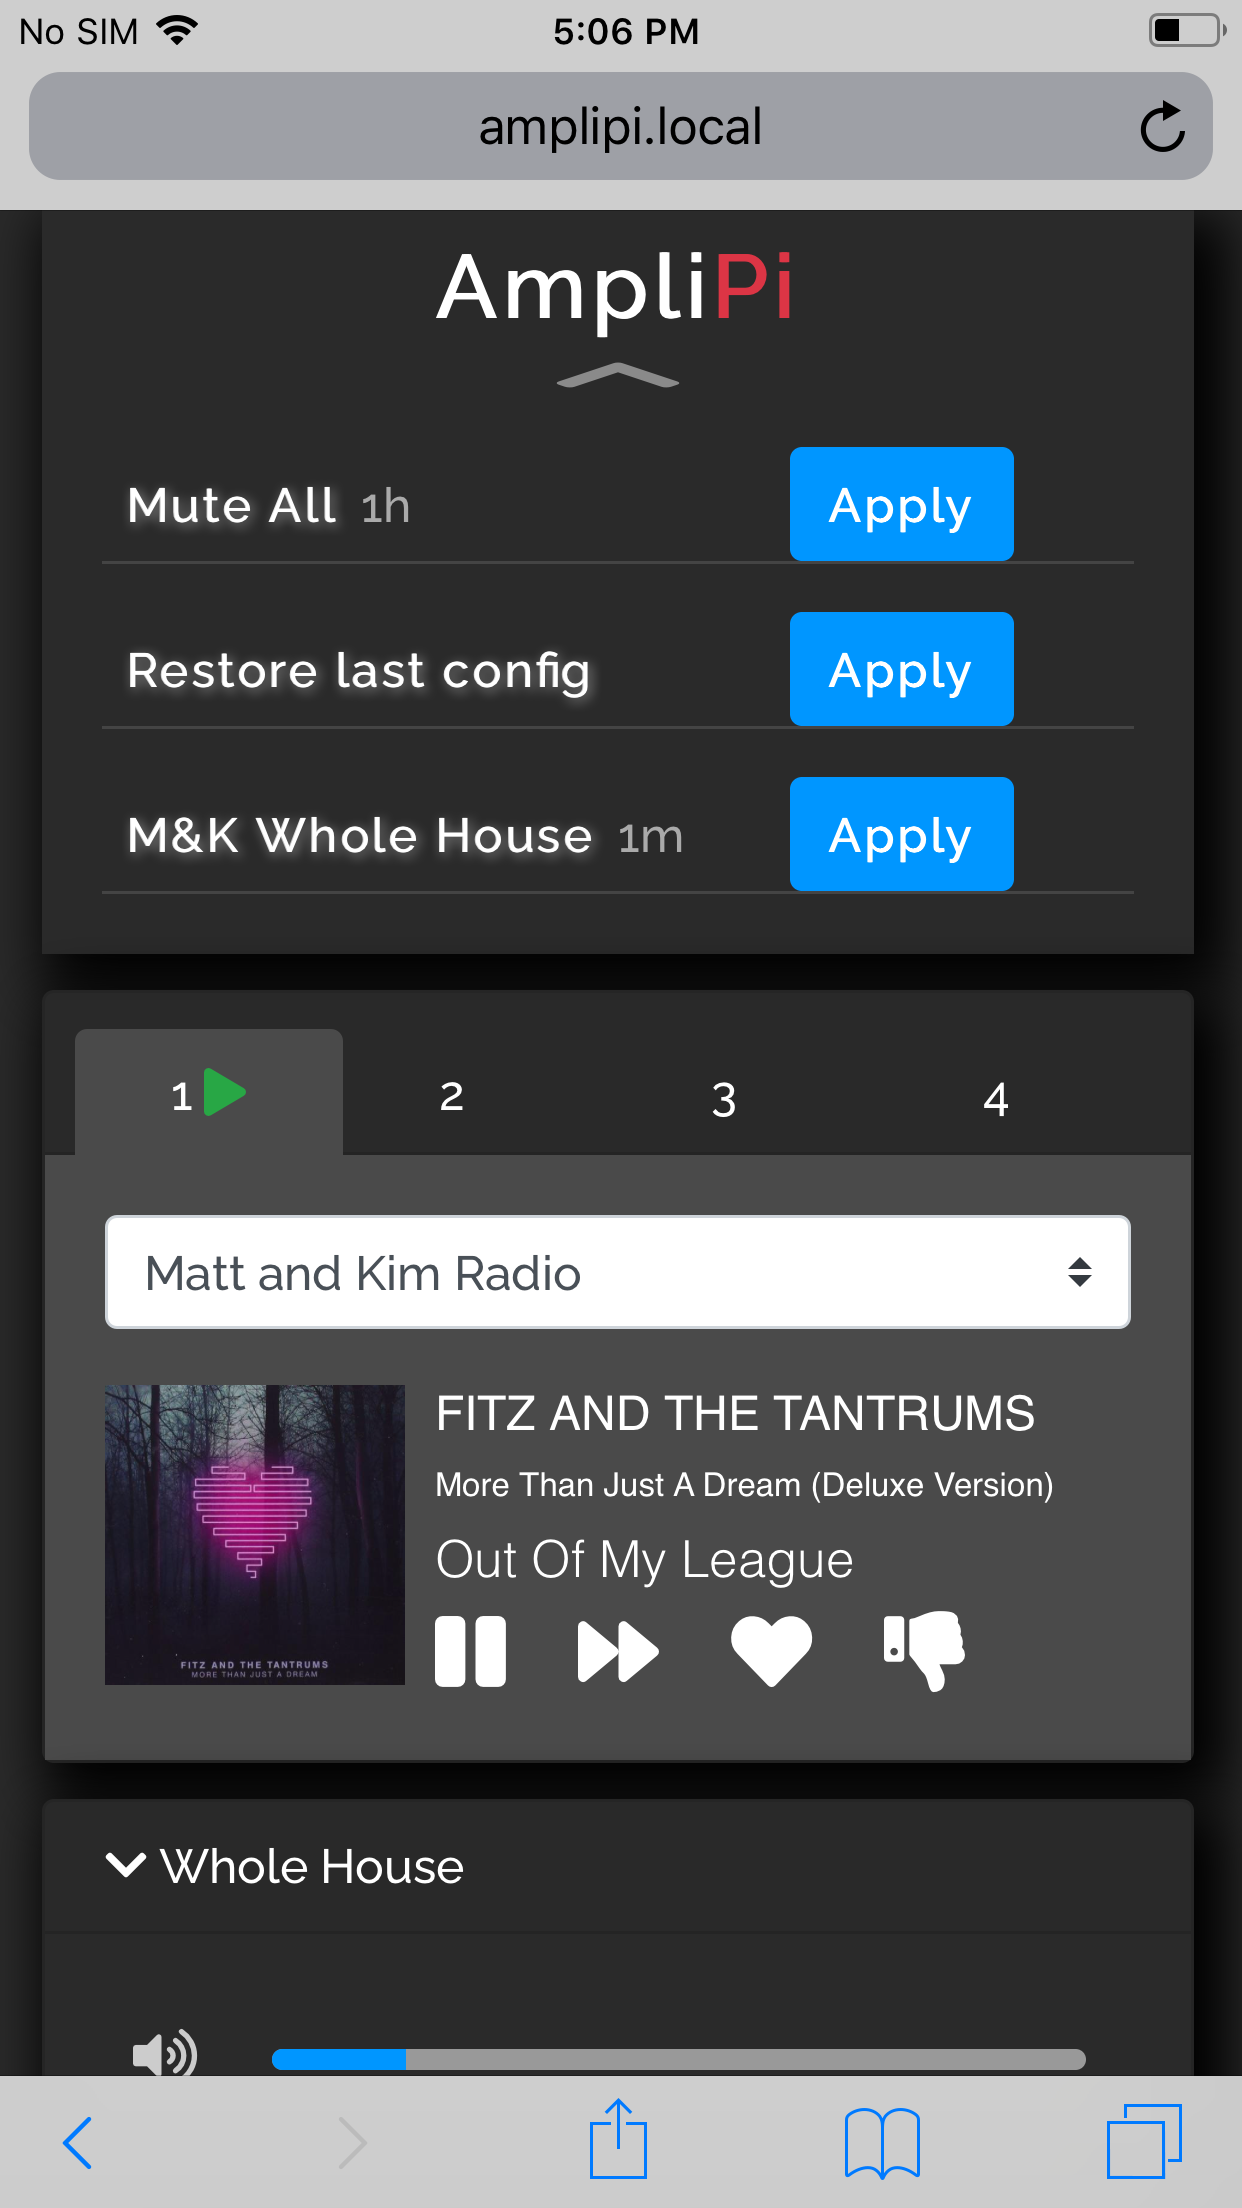 No SIM 5:06 PM
amplipi.local
AmpliPi
Mute All 1h Apply
Restore last config Apply
M&K Whole House 1m Apply
1 2 3 4
Matt and Kim Radio
FITZ AND THE TANTRUMS
More Than Just A Dream (Deluxe Version)
Out Of My League
FITZ AND THE TANTRUMS
MORE THAN JUST A DREAM
Whole House